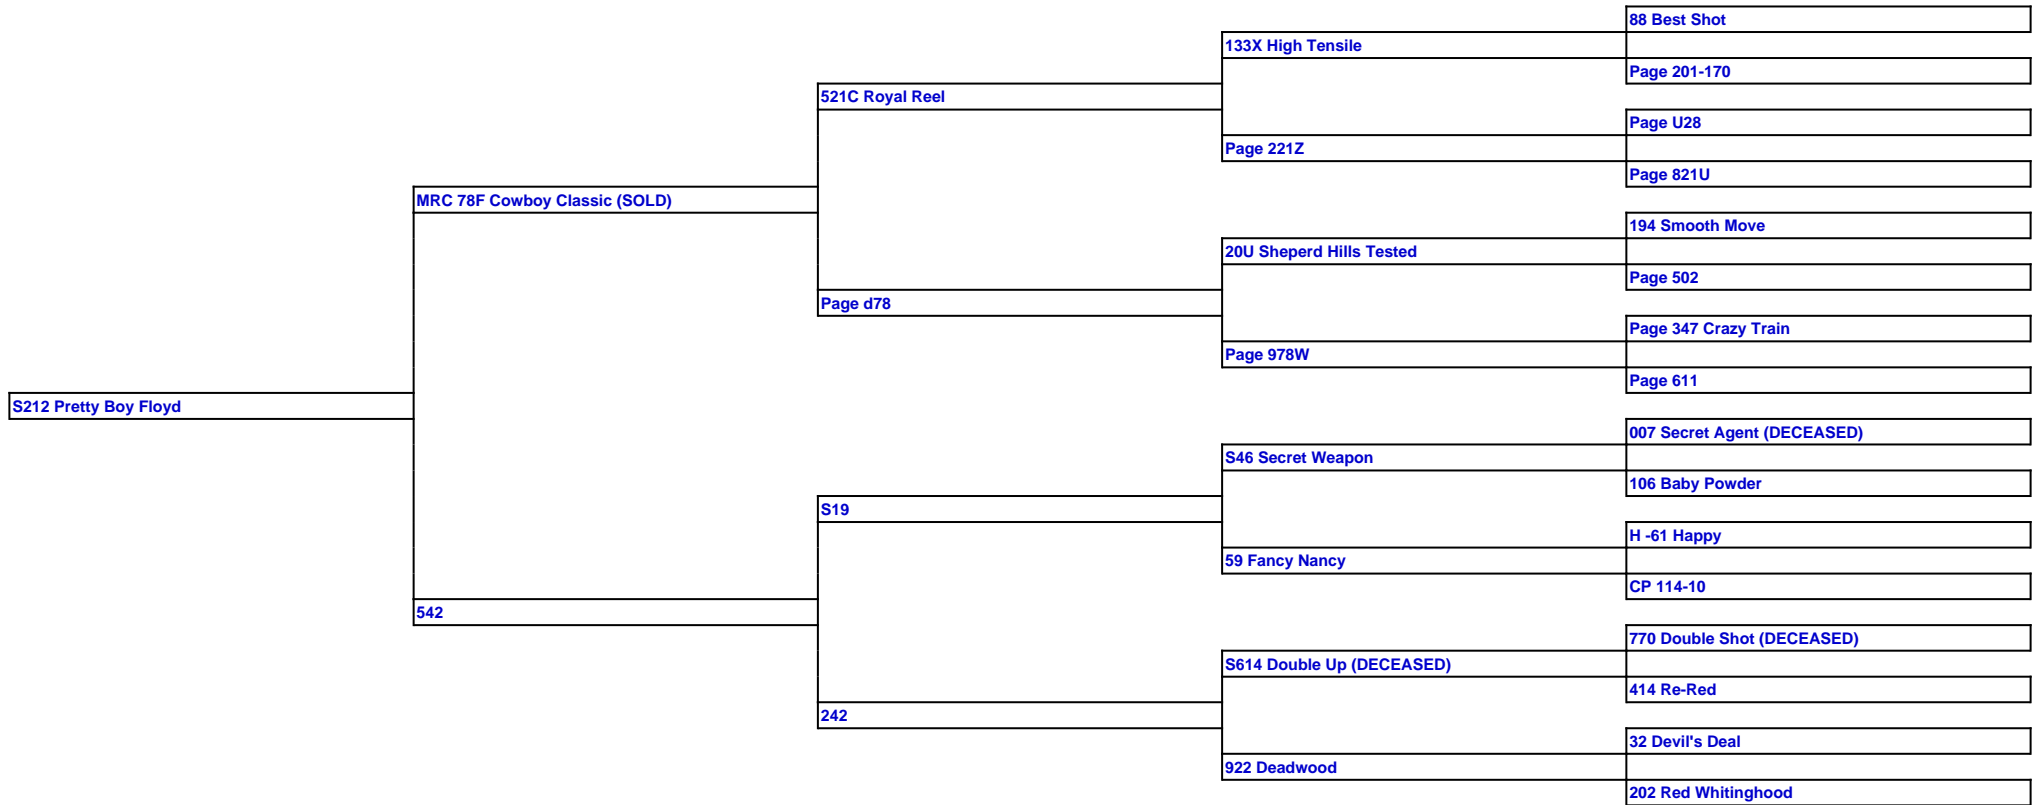 88 Best Shot
133X High Tensile
Page 201-170
521C Royal Reel
Page U28
Page 221Z
Page 821U
MRC 78F Cowboy Classic (SOLD)
194 Smooth Move
20U Sheperd Hills Tested
Page 502
Page d78
Page 347 Crazy Train
Page 978W
Page 611
S212 Pretty Boy Floyd
007 Secret Agent (DECEASED)
S46 Secret Weapon
106 Baby Powder
S19
H -61 Happy
59 Fancy Nancy
CP 114-10
542
770 Double Shot (DECEASED)
S614 Double Up (DECEASED)
414 Re-Red
242
32 Devil's Deal
922 Deadwood
202 Red Whitinghood